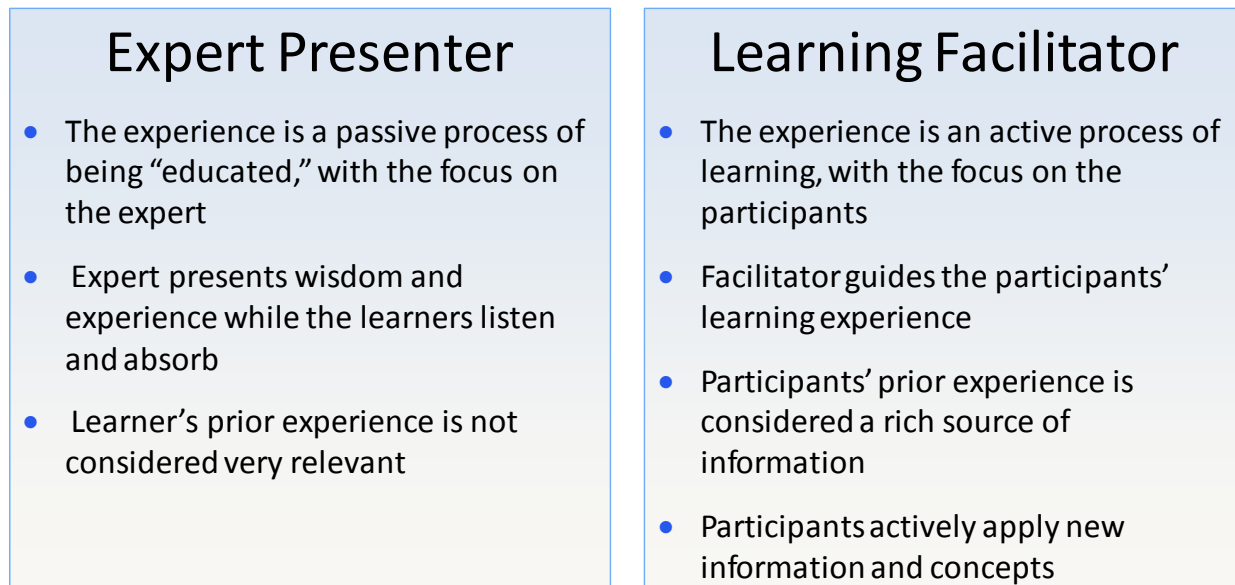 Expert Presenter
• The experience is a passive process of
being “educated,” with the focus on
the expert
• Expert presents wisdom and
experience while the learners listen
and absorb
• Learner’s prior experience is not
considered very relevant
Learning Facilitator
• The experience is an active process of
learning, with the focus on the
participants
• Facilitator guides the participants’
learning experience
• Participants’ prior experience is
considered a rich source of
information
• Participants actively apply new
information and concepts